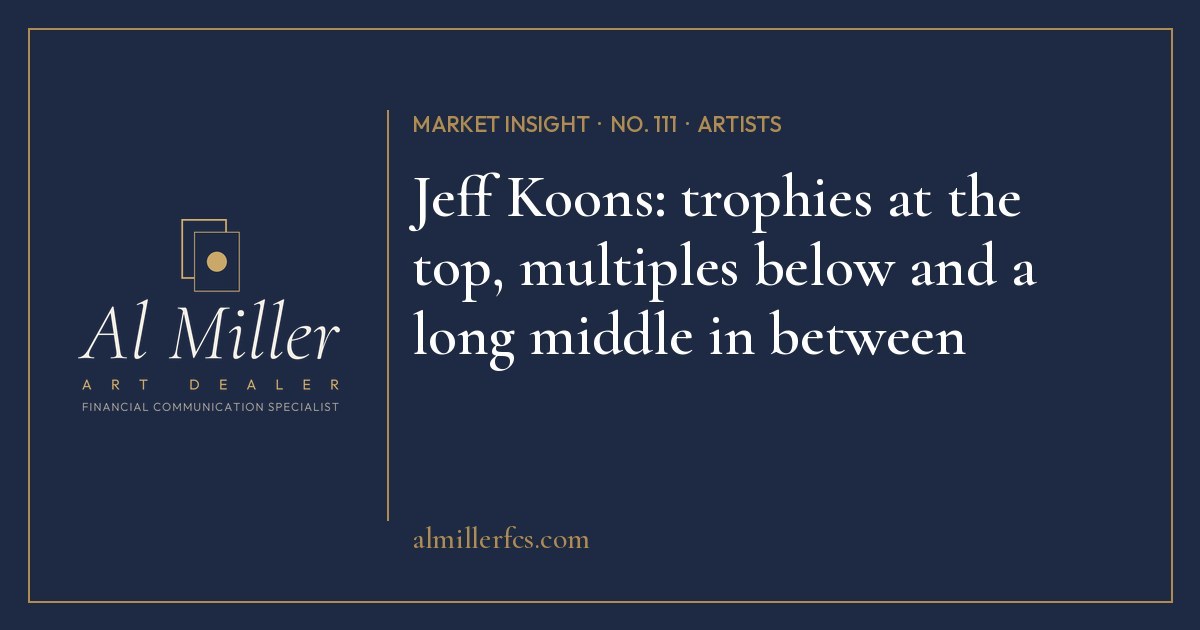 Al Miller
ART DEALER
FINANCIAL COMMUNICATION SPECIALIST
MARKET INSIGHT · NO. 111 · ARTISTS
Jeff Koons: trophies at the
top, multiples below and a
long middle in between
almillerfcs.com